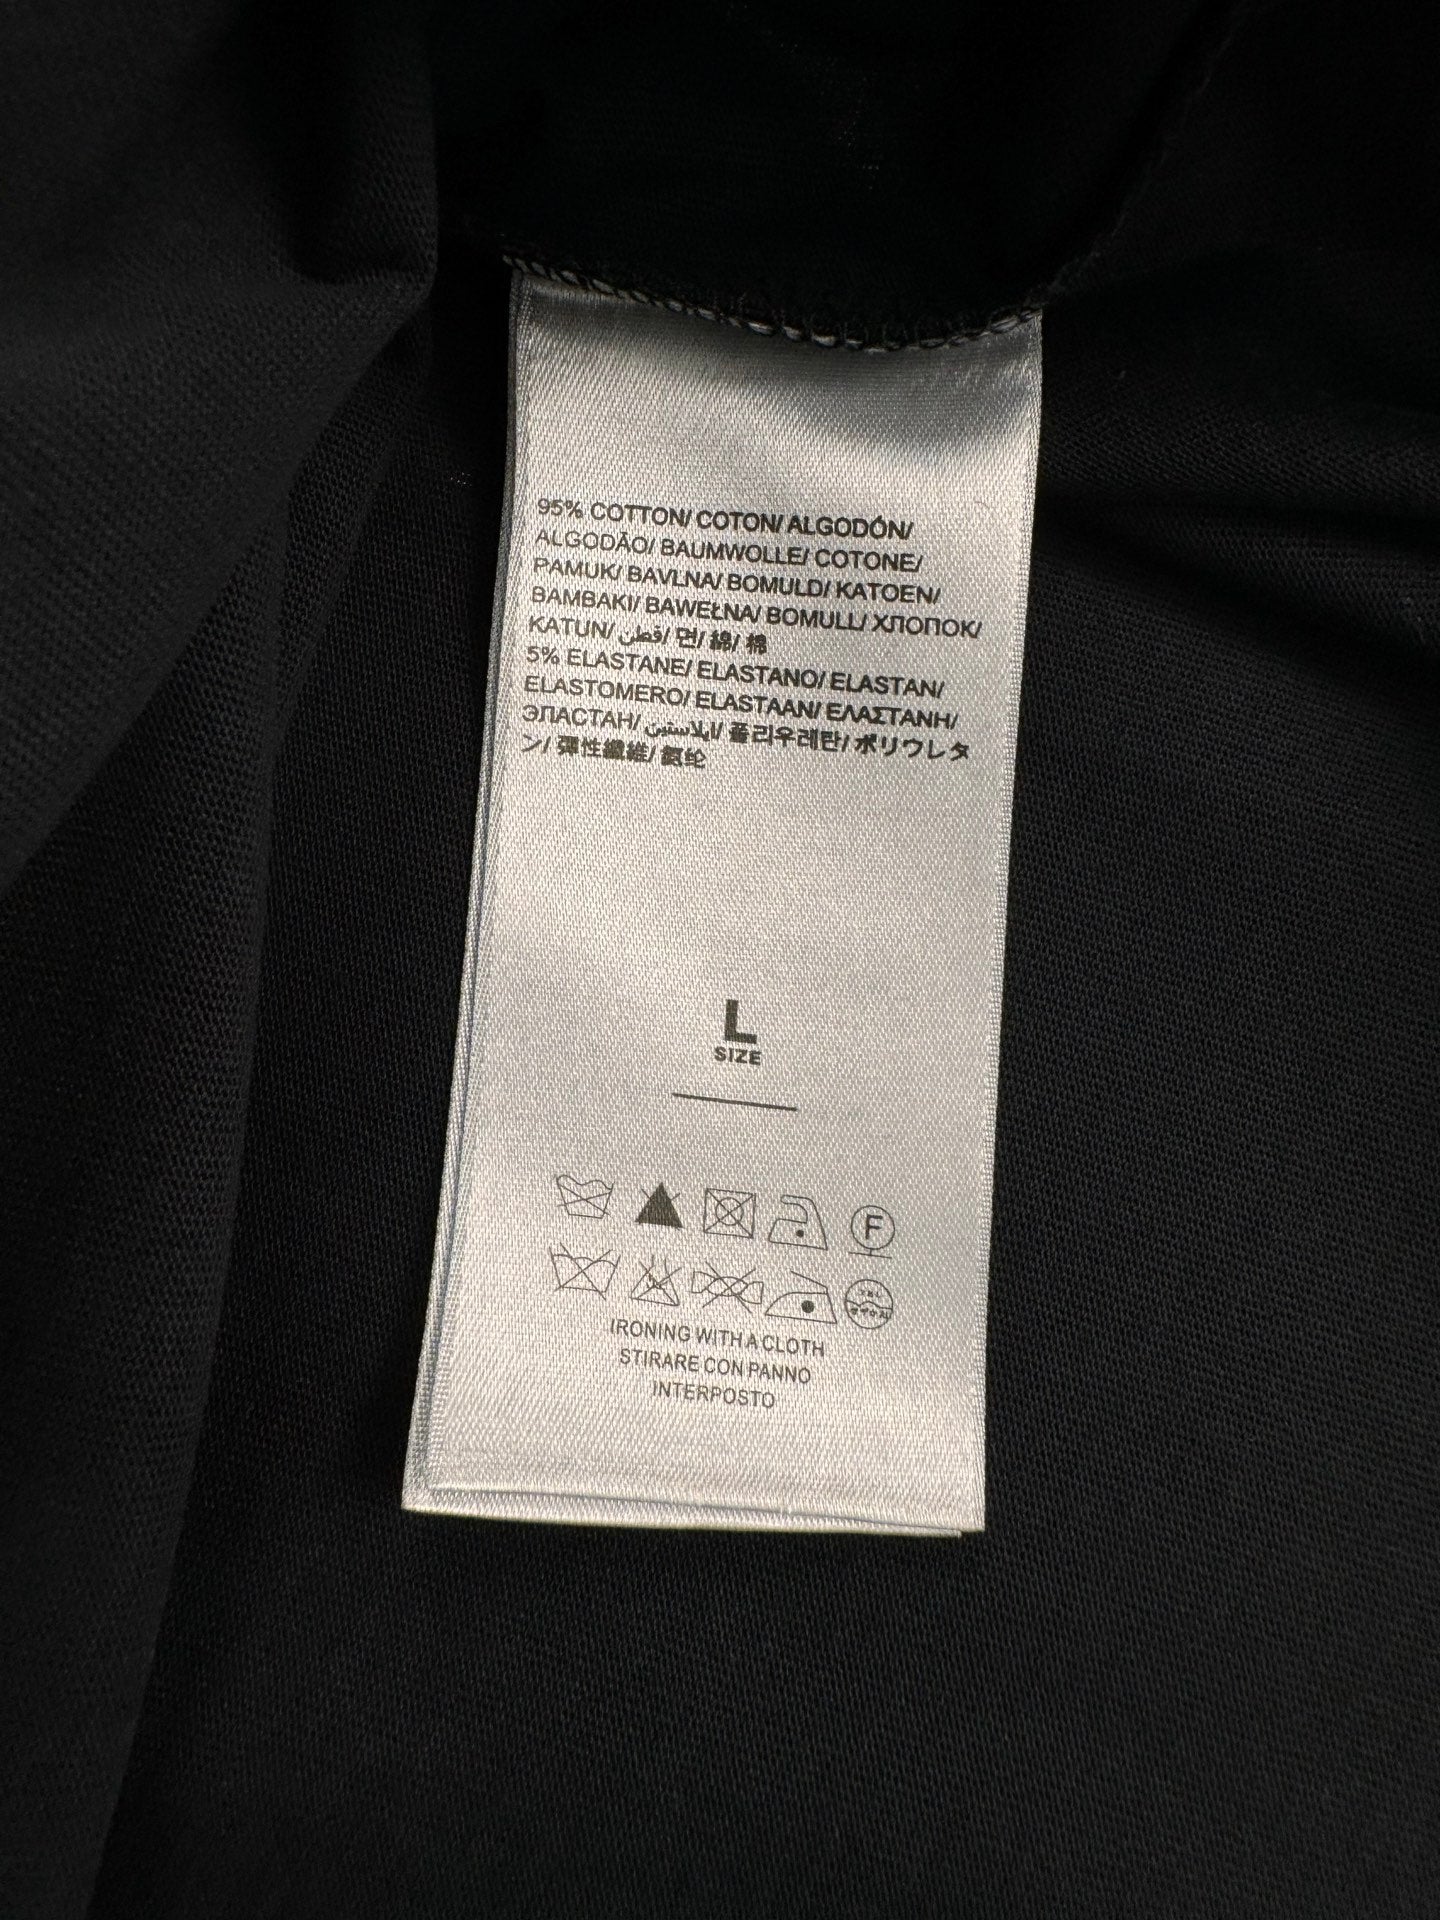 95% COTTON/ COTON/ ALGODÓN/
ALGODÃO/ BAUMWOLLE/ COTONE/
PAMUK/ BAVLNA/ BOMULD/ KATOEN/
BAMBAKI/ BAWEŁNA/ BOMULL/ ХЛОПОК/
KATUN/ قطن/ 면/ 綿/ 棉
5% ELASTANE/ ELASTANO/ ELASTAN/
ELASTOMERO/ ELASTAAN/ ΕΛΑΣΤΑΝΗ/
ЭЛАСТАН/ ايلاستين/ 폴리우레탄/ ポリウレタ
ン/ 彈性纖維/ 氨纶
L
SIZE
F
IRONING WITH A CLOTH
STIRARE CON PANNO
INTERPOSTO